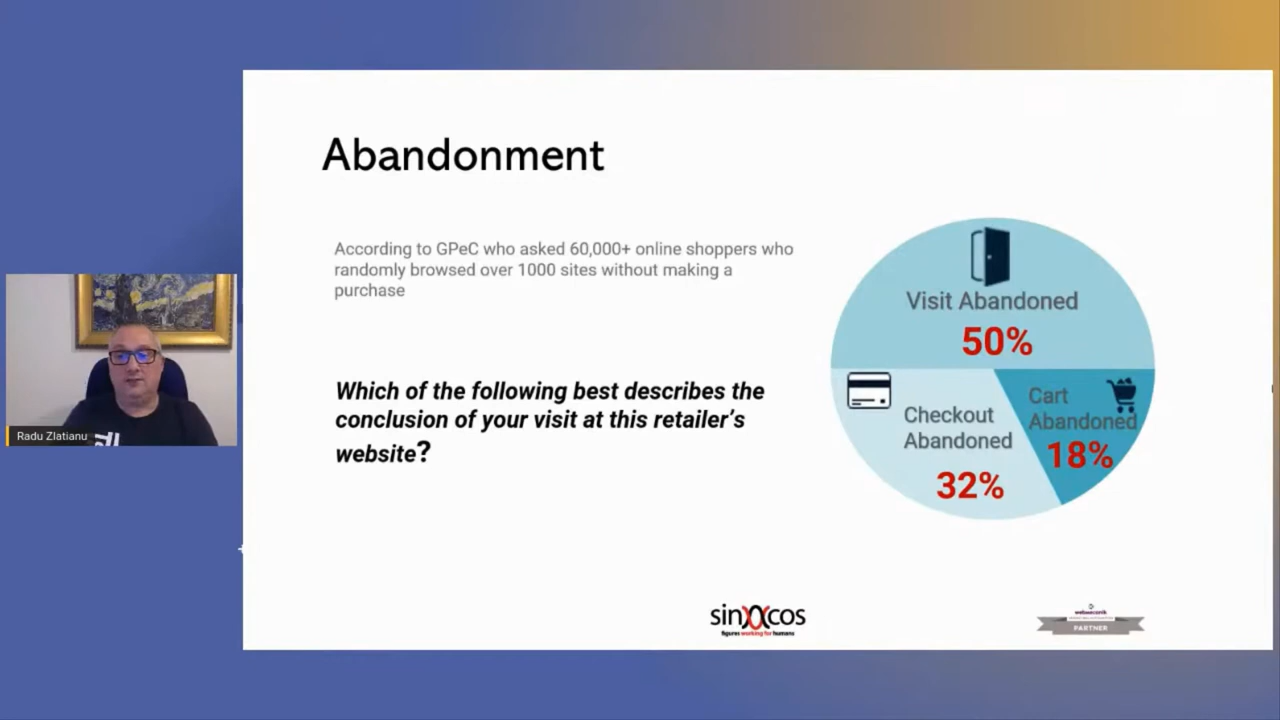 Abandonment
According to GPeC who asked 60,000+ online shoppers who
randomly browsed over 1000 sites without making a
purchase
Which of the following best describes the
conclusion of your visit at this retailer's
website?
Visit Abandoned
50%
Checkout
Abandoned
32%
Cart
Abandoned
18%
Radu Zlatianu
sinXcos
figures working for humans
PARTNER